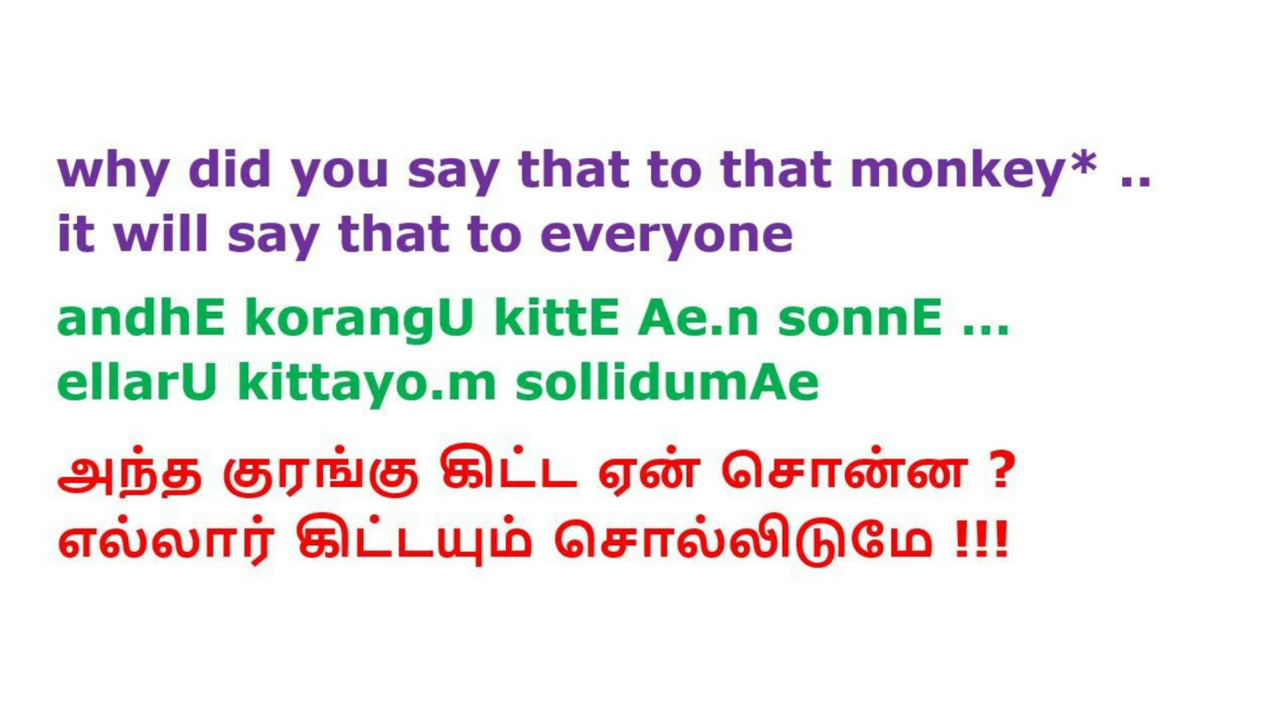 why did you say that to that monkey* ..
it will say that to everyone
andhE korangU kittE Ae.n sonnE ...
ellarU kittayo.m sollidumAe
அந்த குரங்கு கிட்ட ஏன் சொன்ன ?
எல்லார் கிட்டயும் சொல்லிடுமே !!!